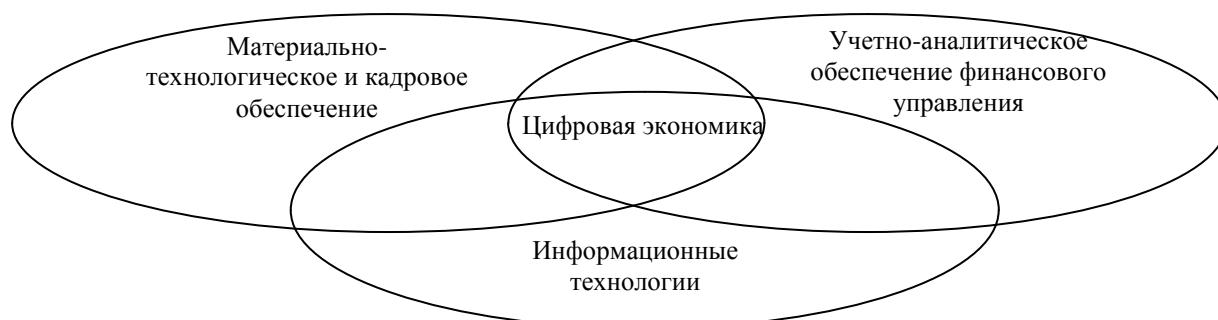 Материально-
технологическое и кадровое
обеспечение
Учетно-аналитическое
обеспечение финансового
управления
Цифровая экономика
Информационные
технологии